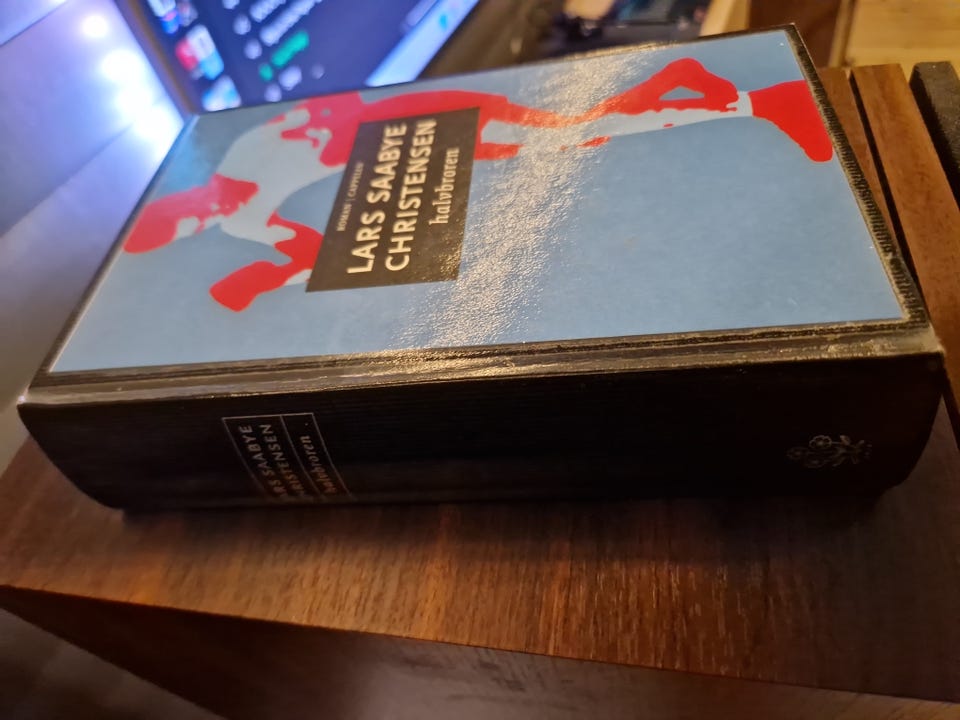 ROMAN | CAPPELEN
LARS SAABYE
CHRISTENSEN
halvbroren
LARS SAABYE
CHRISTENSEN
halvbroren